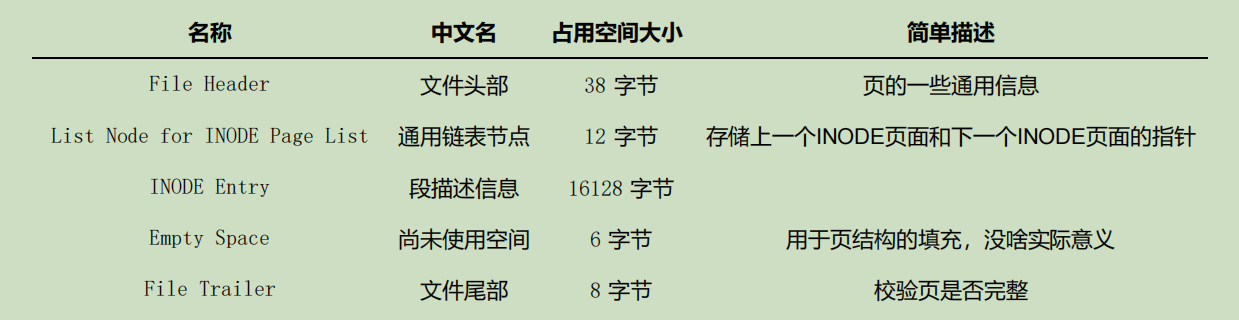 名称 中文名 占用空间大小 简单描述
File Header 文件头部 38 字节 页的一些通用信息
List Node for INODE Page List 通用链表节点 12 字节 存储上一个INODE页面和下一个INODE页面的指针
INODE Entry 段描述信息 16128 字节
Empty Space 尚未使用空间 6 字节 用于页结构的填充，没啥实际意义
File Trailer 文件尾部 8 字节 校验页是否完整